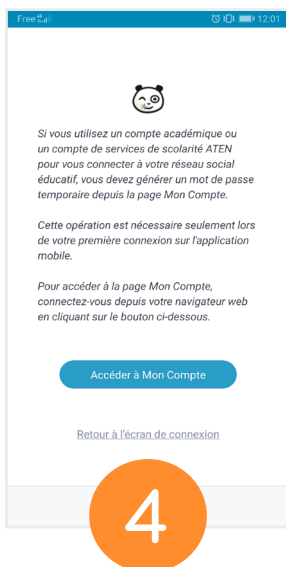 Free 12:01
Si vous utilisez un compte académique ou
un compte de services de scolarité ATEN
pour vous connecter à votre réseau social
éducatif, vous devez générer un mot de passe
temporaire depuis la page Mon Compte.
Cette opération est nécessaire seulement lors
de votre première connexion sur l'application
mobile.
Pour accéder à la page Mon Compte,
connectez-vous depuis votre navigateur web
en cliquant sur le bouton ci-dessous.
Accéder à Mon Compte
Retour à l'écran de connexion
4